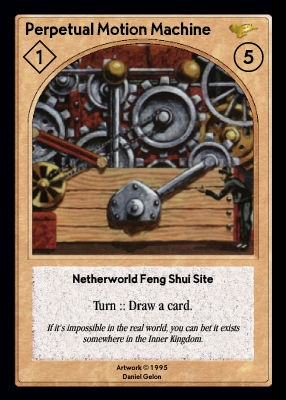 Perpetual Motion Machine
1
5
Netherworld Feng Shui Site
Turn :: Draw a card.
If it's impossible in the real world, you can bet it exists
somewhere in the Inner Kingdom.
Artwork © 1995
Daniel Gelon